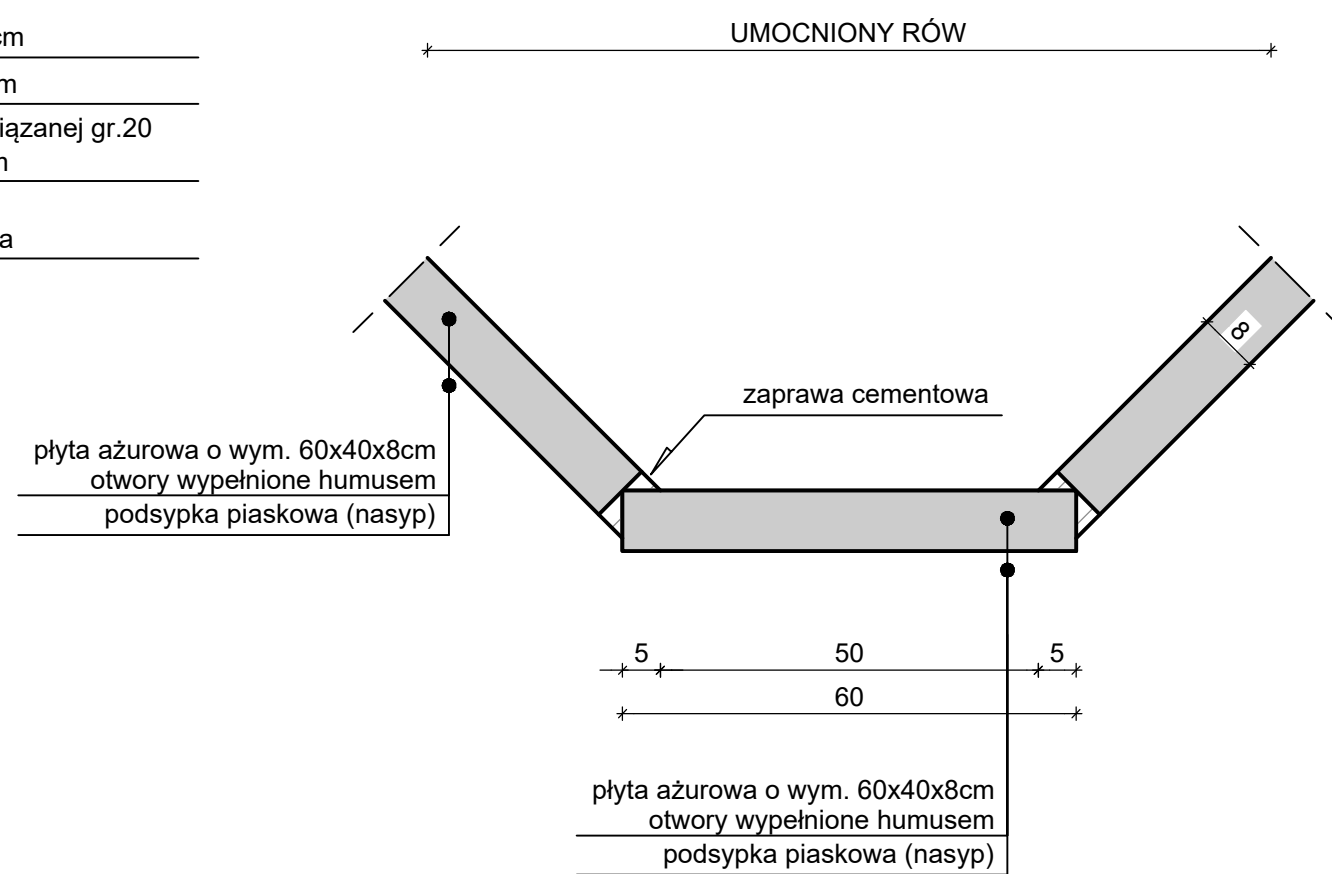 cm
m
iązanej gr.20
m
a
UMOCNIONY RÓW
8
zaprawa cementowa
płyta ażurowa o wym. 60x40x8cm
otwory wypełnione humusem
podsypka piaskowa (nasyp)
5 50 5
60
płyta ażurowa o wym. 60x40x8cm
otwory wypełnione humusem
podsypka piaskowa (nasyp)